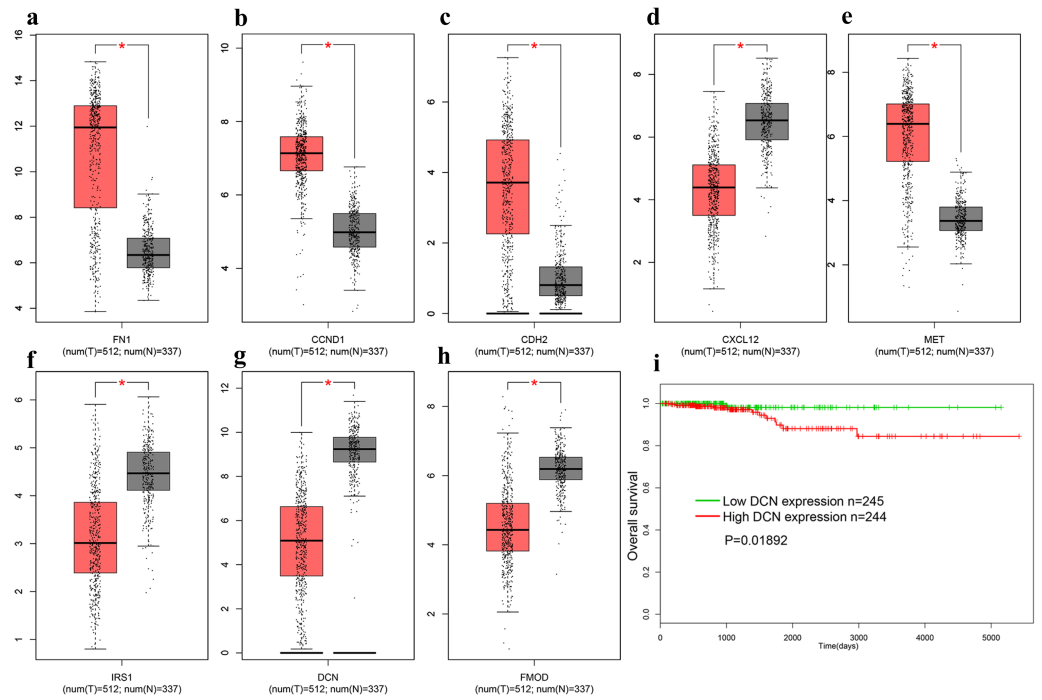 a
16
14
12
10
8
6
4
*
FN1
(num(T)=512; num(N)=337)
b
10
8
6
4
*
CCND1
(num(T)=512; num(N)=337)
c
6
4
2
0
*
CDH2
(num(T)=512; num(N)=337)
d
8
6
4
2
*
CXCL12
(num(T)=512; num(N)=337)
e
8
6
4
2
*
MET
(num(T)=512; num(N)=337)
f
6
5
4
3
2
1
*
IRS1
(num(T)=512; num(N)=337)
g
12
10
8
6
4
2
0
*
DCN
(num(T)=512; num(N)=337)
h
8
6
4
2
*
FMOD
(num(T)=512; num(N)=337)
i
Overall survival
1.0
0.8
0.6
0.4
0.2
0.0
Low DCN expression n=245
High DCN expression n=244
P=0.01892
0 1000 2000 3000 4000 5000
Time(days)